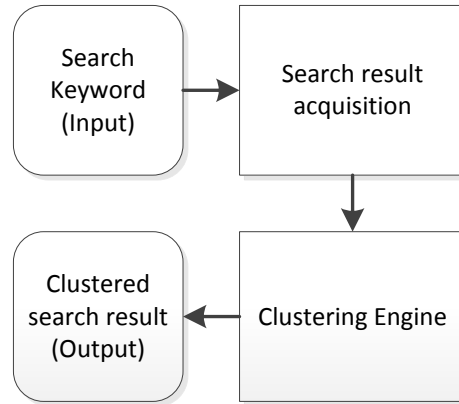 Search
Keyword
(Input)
Search result
acquisition
Clustered
search result
(Output)
Clustering Engine